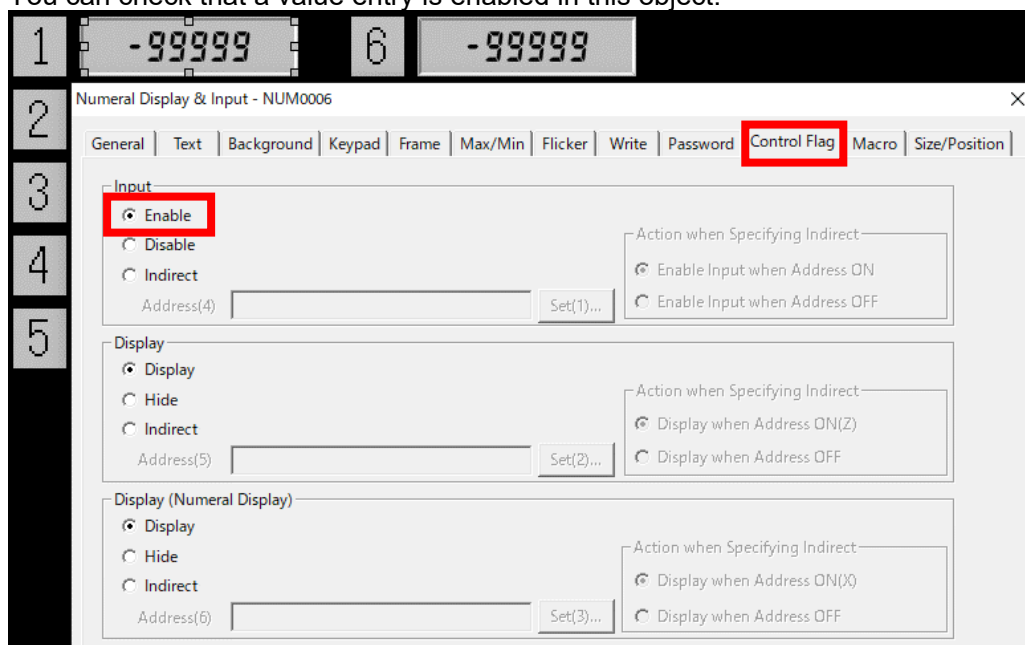 You can check that a value entry is enabled in this object.
1 -99999 6 -99999
2
3
4
5
Numeral Display & Input - NUM0006
General Text Background Keypad Frame Max/Min Flicker Write Password Control Flag Macro Size/Position
Input
Enable
Disable
Indirect
Address(4) Set(1)...
Action when Specifying Indirect
Enable Input when Address ON
Enable Input when Address OFF
Display
Display
Hide
Indirect
Address(5) Set(2)...
Action when Specifying Indirect
Display when Address ON(Z)
Display when Address OFF
Display (Numeral Display)
Display
Hide
Indirect
Address(6) Set(3)...
Action when Specifying Indirect
Display when Address ON(X)
Display when Address OFF